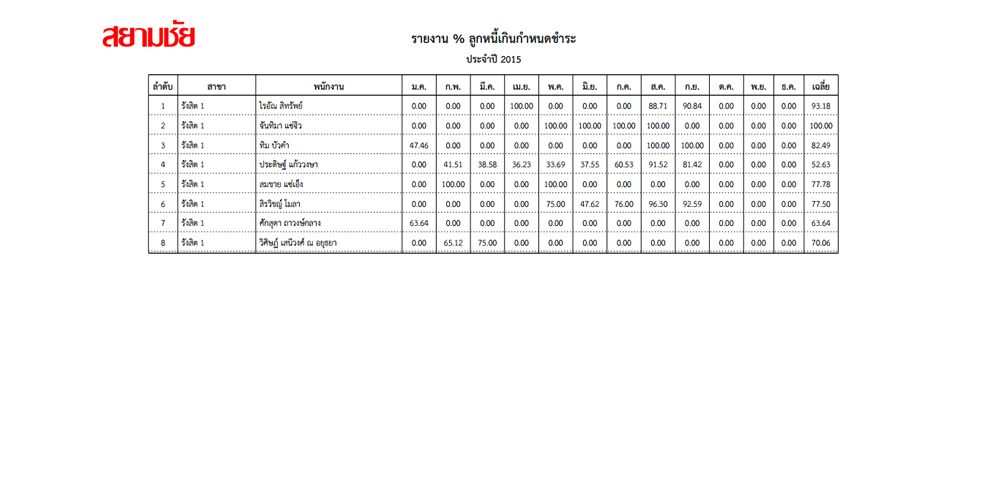 สยามชัย
รายงาน % ลูกหนี้เกินกำหนดชำระ
ประจำปี 2015
ลำดับ สาขา พนักงาน ม.ค. ก.พ. มี.ค. เม.ย. พ.ค. มิ.ย. ก.ค. ส.ค. ก.ย. ต.ค. พ.ย. ธ.ค. เฉลี่ย
1 รังสิต 1 ไรอัณ สิทรัพย์ 0.00 0.00 0.00 100.00 0.00 0.00 0.00 88.71 90.84 0.00 0.00 0.00 93.18
2 รังสิต 1 จันทิมา แซ่จิว 0.00 0.00 0.00 0.00 100.00 100.00 100.00 100.00 0.00 0.00 0.00 0.00 100.00
3 รังสิต 1 ทิม บัวคำ 47.46 0.00 0.00 0.00 0.00 0.00 0.00 100.00 100.00 0.00 0.00 0.00 82.49
4 รังสิต 1 ประดิษฐ์ แก้ววงษา 0.00 41.51 38.58 36.23 33.69 37.55 60.53 91.52 81.42 0.00 0.00 0.00 52.63
5 รังสิต 1 สมชาย แซ่เอ็ง 0.00 100.00 0.00 0.00 100.00 0.00 0.00 0.00 0.00 0.00 0.00 0.00 77.78
6 รังสิต 1 สิรวิชญ์ ไมลา 0.00 0.00 0.00 0.00 75.00 47.62 76.00 96.30 92.59 0.00 0.00 0.00 77.50
7 รังสิต 1 ศักสุดา ถาวงษ์กลาง 63.64 0.00 0.00 0.00 0.00 0.00 0.00 0.00 0.00 0.00 0.00 0.00 63.64
8 รังสิต 1 วิศิษฎ์ เสนีวงศ์ ณ อยุธยา 0.00 65.12 75.00 0.00 0.00 0.00 0.00 0.00 0.00 0.00 0.00 0.00 70.06